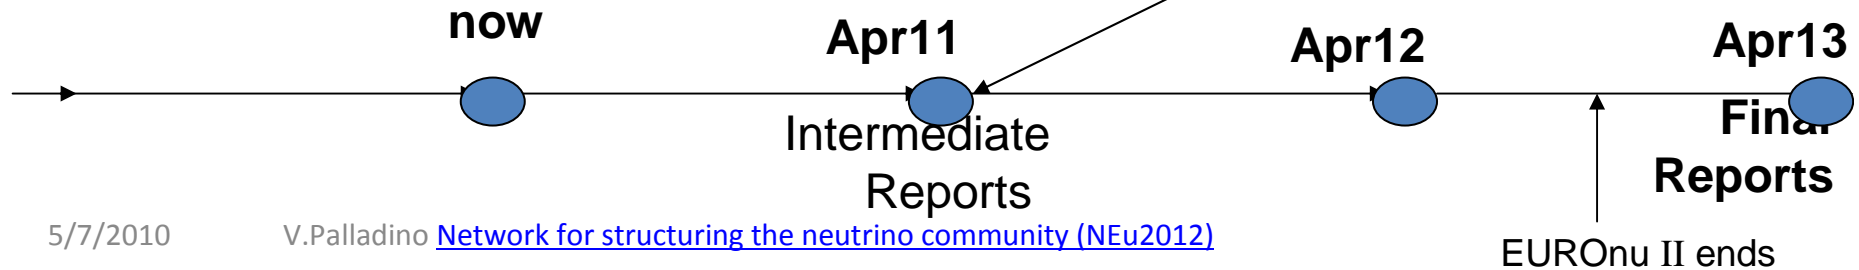 now
Apr11
Apr12
Apr13
Intermediate
Reports
Final
Reports
5/7/2010
V.Palladino Network for structuring the neutrino community (NEu2012)
EUROnu II ends